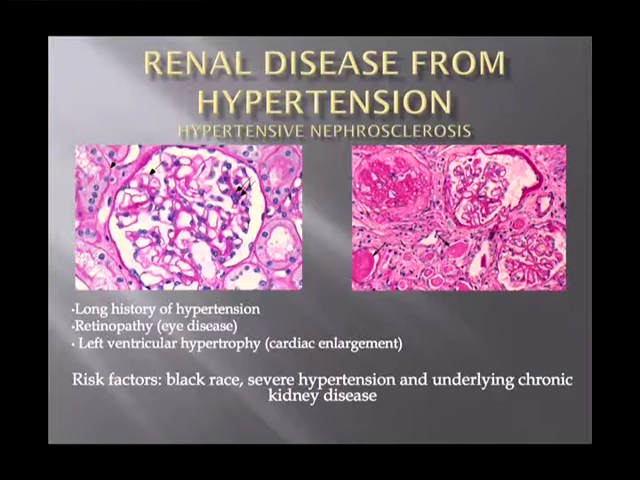 RENAL DISEASE FROM
HYPERTENSION
HYPERTENSIVE NEPHROSCLEROSIS
•Long history of hypertension
•Retinopathy (eye disease)
• Left ventricular hypertrophy (cardiac enlargement)
Risk factors: black race, severe hypertension and underlying chronic
kidney disease